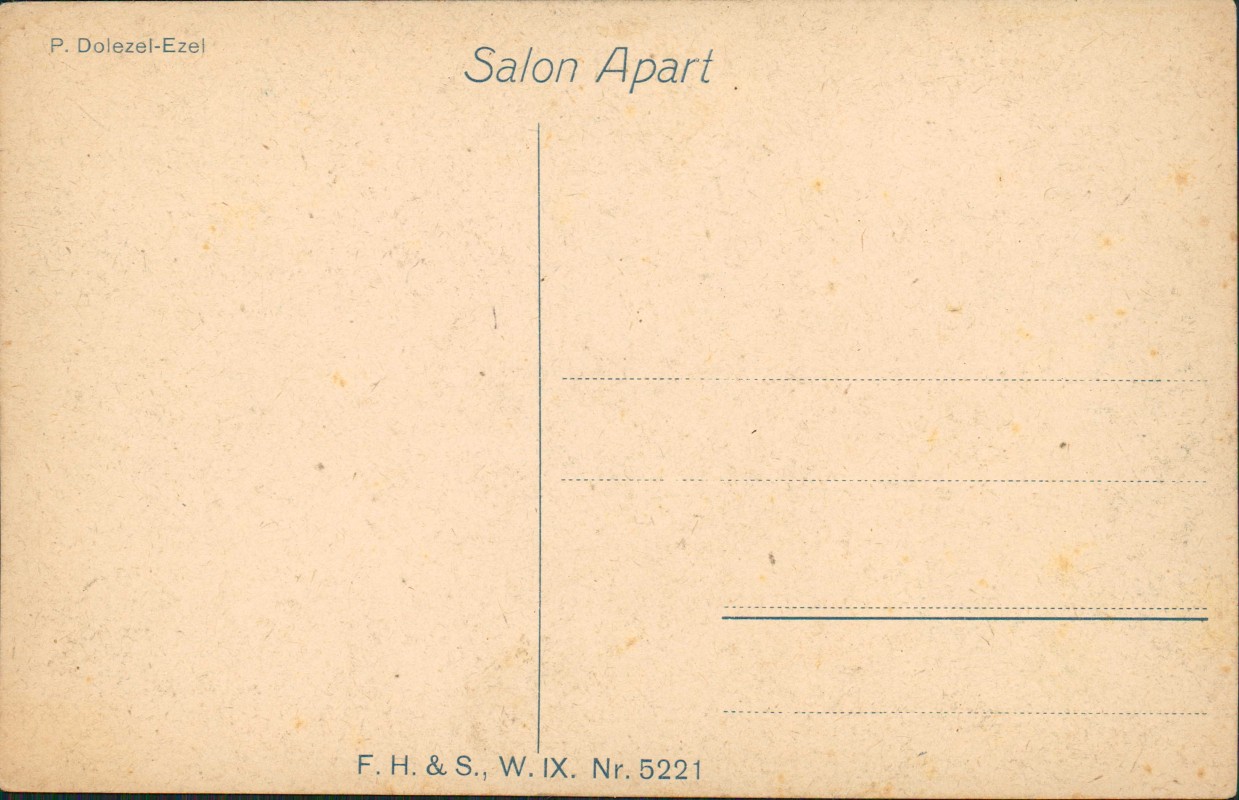 P. Dolezel-Ezel
Salon Apart
F. H. & S., W. IX. Nr. 5221